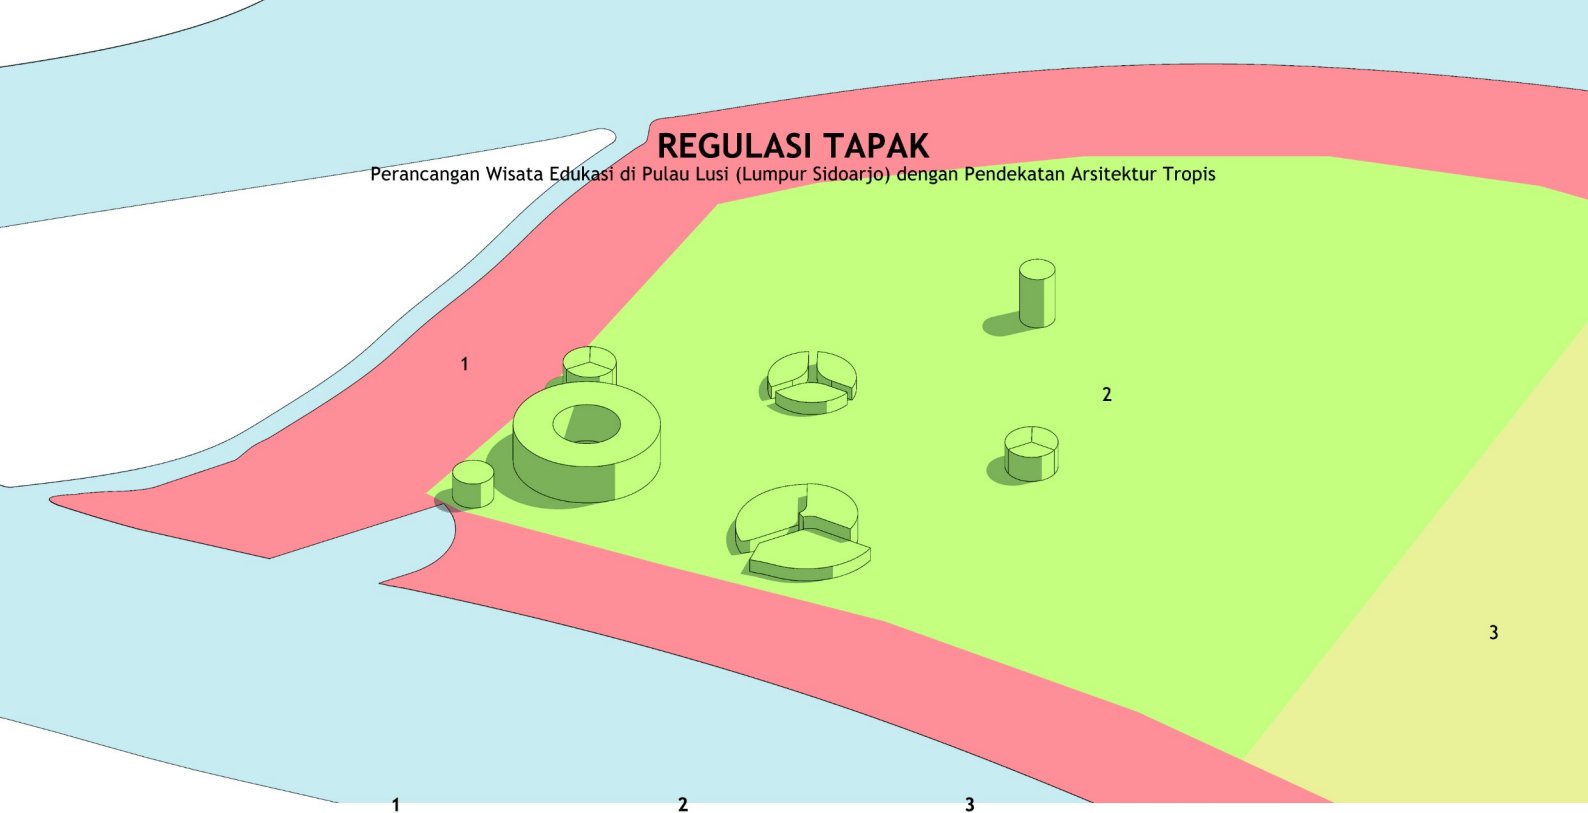 REGULASI TAPAK
Perancangan Wisata Edukasi di Pulau Lusi (Lumpur Sidoarjo) dengan Pendekatan Arsitektur Tropis
1
2
3
1 2 3